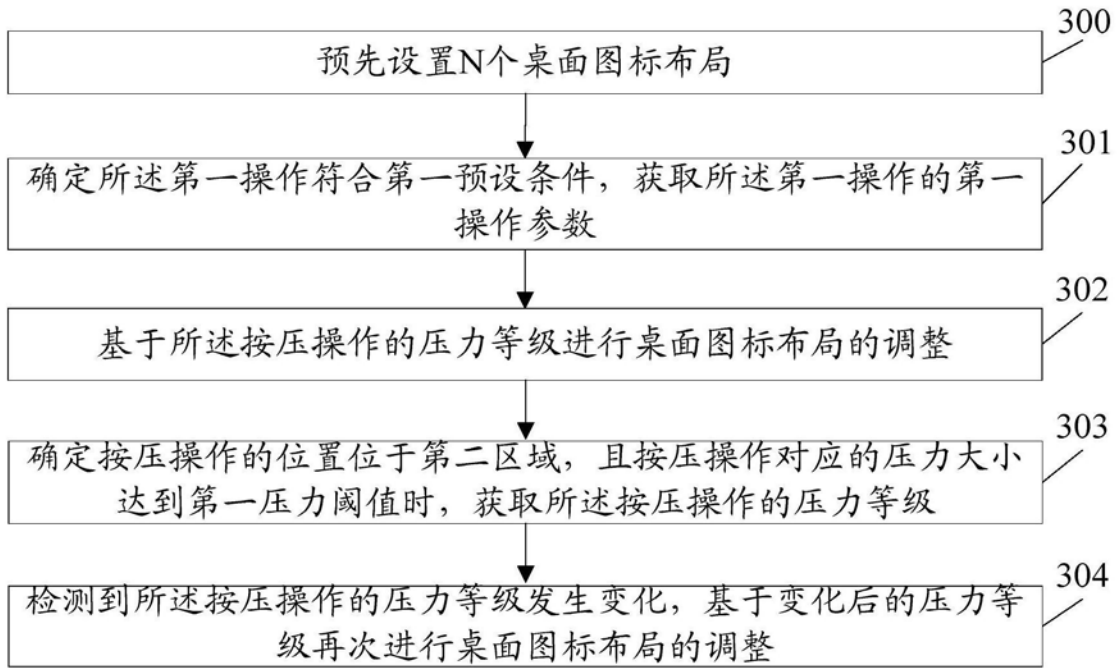 300
预先设置N个桌面图标布局
301
确定所述第一操作符合第一预设条件，获取所述第一操作的第一
操作参数
302
基于所述按压操作的压力等级进行桌面图标布局的调整
303
确定按压操作的位置位于第二区域，且按压操作对应的压力大小
达到第一压力阈值时，获取所述按压操作的压力等级
304
检测到所述按压操作的压力等级发生变化，基于变化后的压力等
级再次进行桌面图标布局的调整